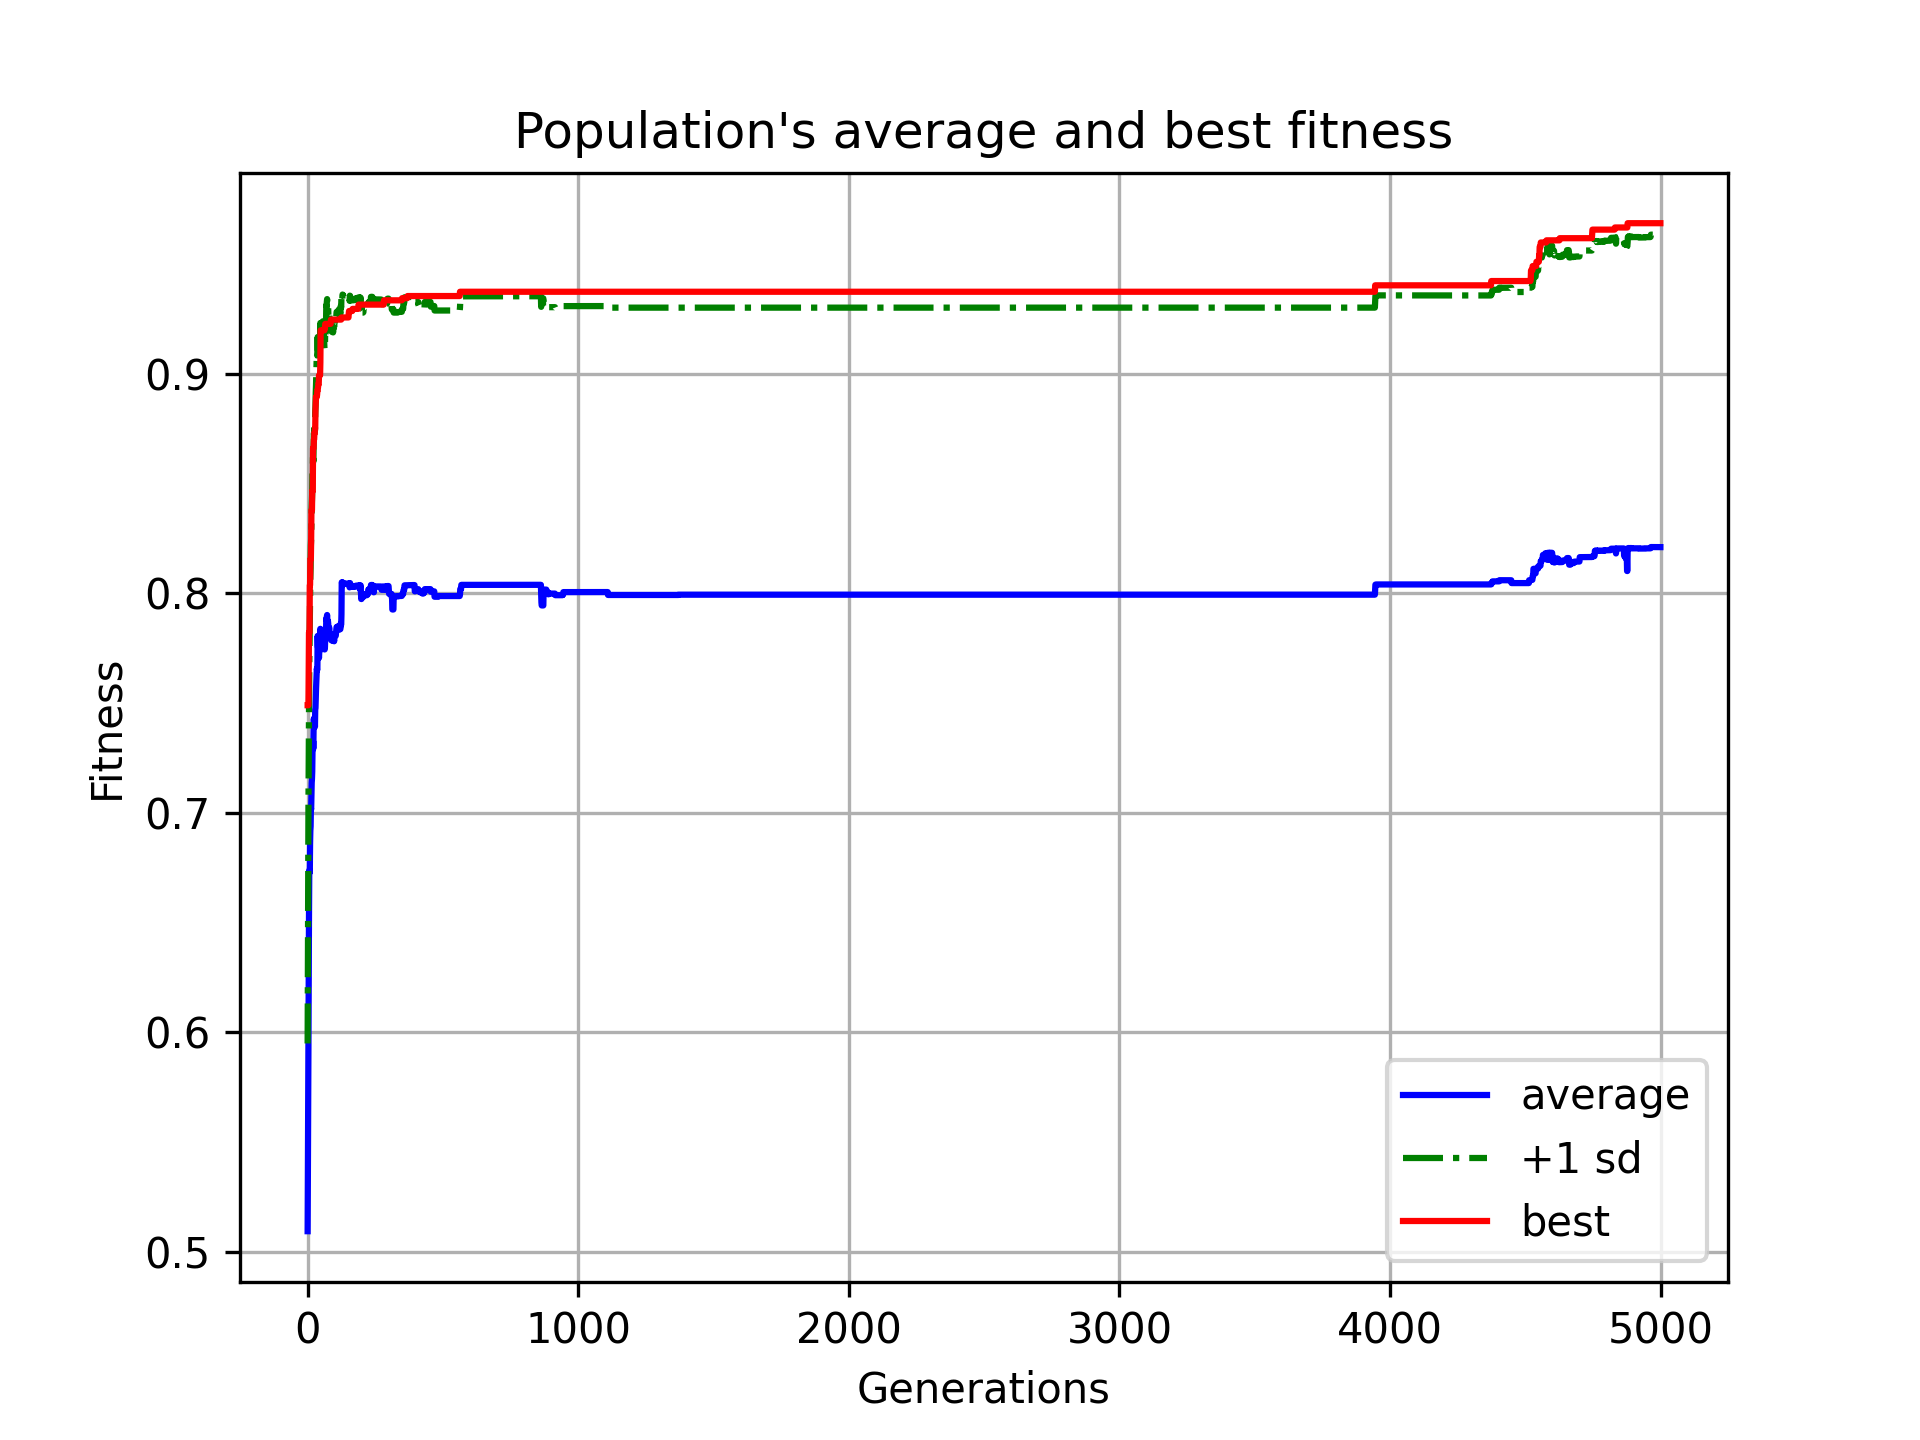 Population's average and best fitness
Fitness
0.9
0.8
0.7
0.6
0.5
0 1000 2000 3000 4000 5000
Generations
average
+1 sd
best